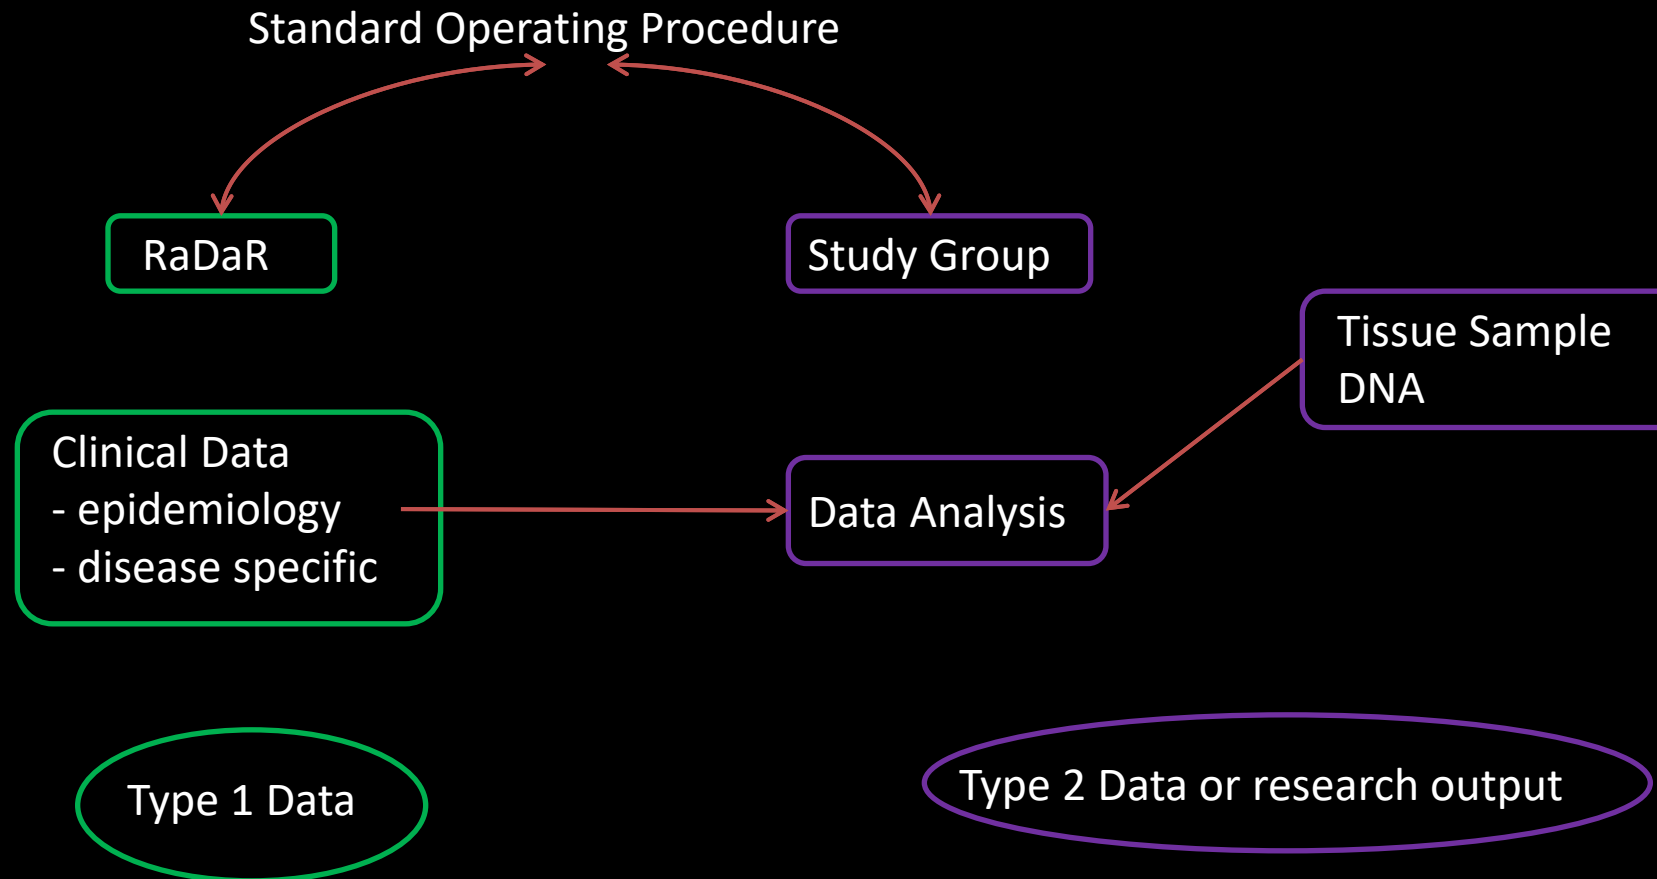 Standard Operating Procedure
RaDaR
Study Group
Tissue Sample
DNA
Clinical Data
- epidemiology
- disease specific
Data Analysis
Type 1 Data
Type 2 Data or research output